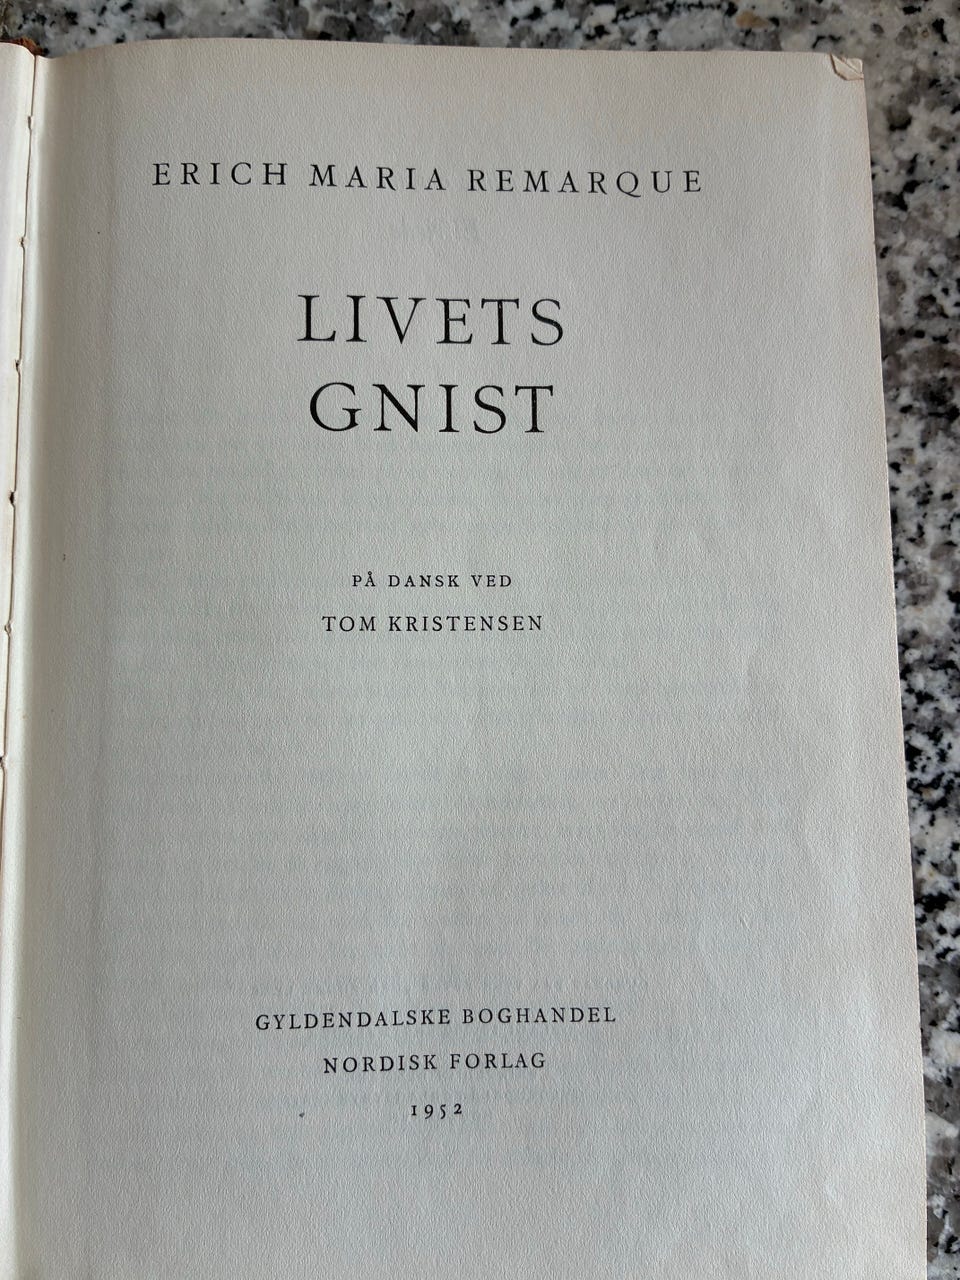 ERICH MARIA REMARQUE
LIVETS
GNIST
PÅ DANSK VED
TOM KRISTENSEN
GYLDENDALSKE BOGHANDEL
NORDISK FORLAG
1952